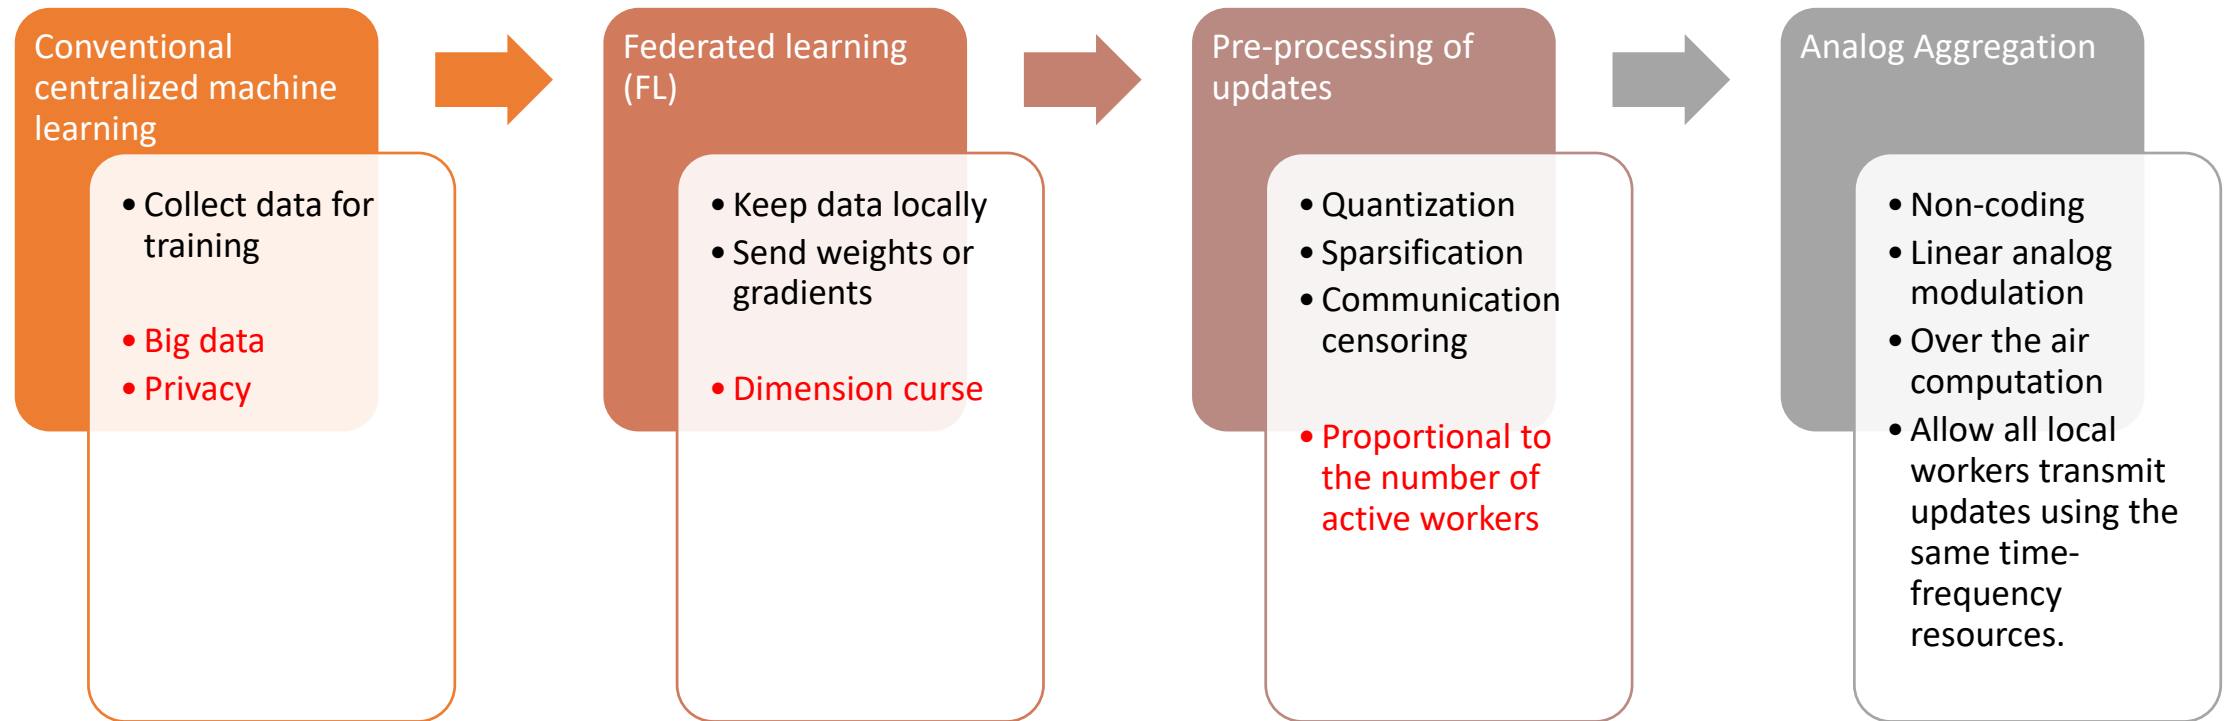 Conventional
centralized machine
learning
• Collect data for
training
• Big data
• Privacy
Federated learning
(FL)
• Keep data locally
• Send weights or
gradients
• Dimension curse
Pre-processing of
updates
• Quantization
• Sparsification
• Communication
censoring
• Proportional to
the number of
active workers
Analog Aggregation
• Non-coding
• Linear analog
modulation
• Over the air
computation
• Allow all local
workers transmit
updates using the
same time-
frequency
resources.